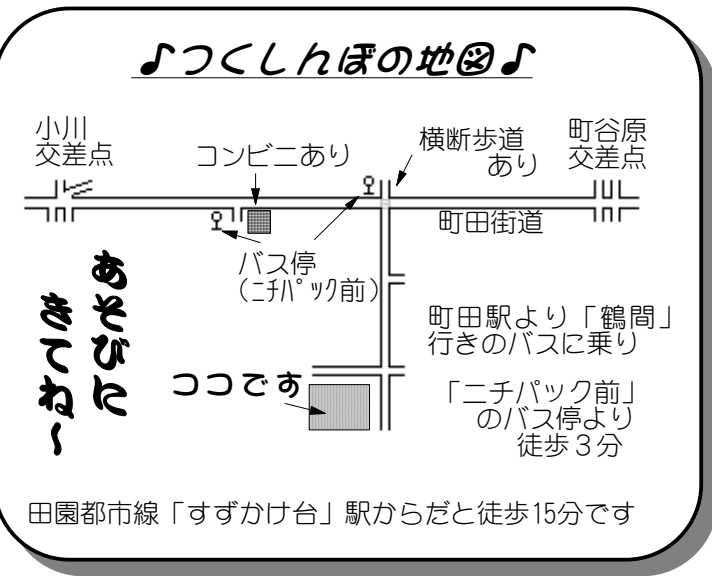 ♪つくしんぼの地図♪
小川
交差点
コンビニあり
横断歩道
あり
町谷原
交差点
町田街道
バス停
(ﾆﾁﾊﾟｯｸ前)
あそびに
きてね～
町田駅より「鶴間」
行きのバスに乗り
ココです
「ニチパック前」
のバス停より
徒歩３分
田園都市線「すずかけ台」駅からだと徒歩15分です